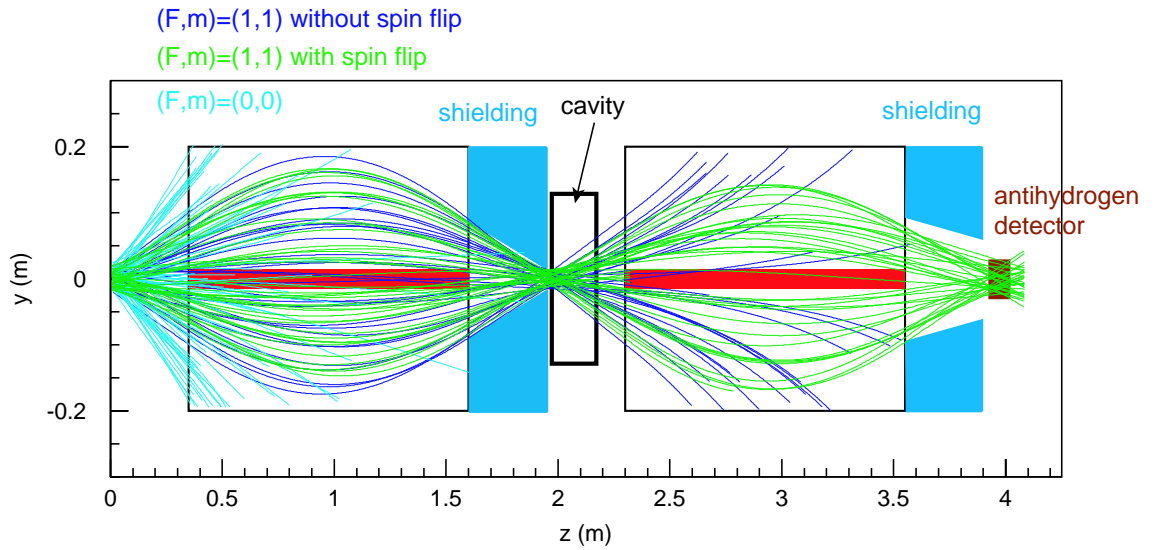 (F,m)=(1,1) without spin flip
(F,m)=(1,1) with spin flip
(F,m)=(0,0)
shielding
cavity
shielding
antihydrogen
detector
0.2
0
-0.2
y (m)
0 0.5 1 1.5 2 2.5 3 3.5 4
z (m)